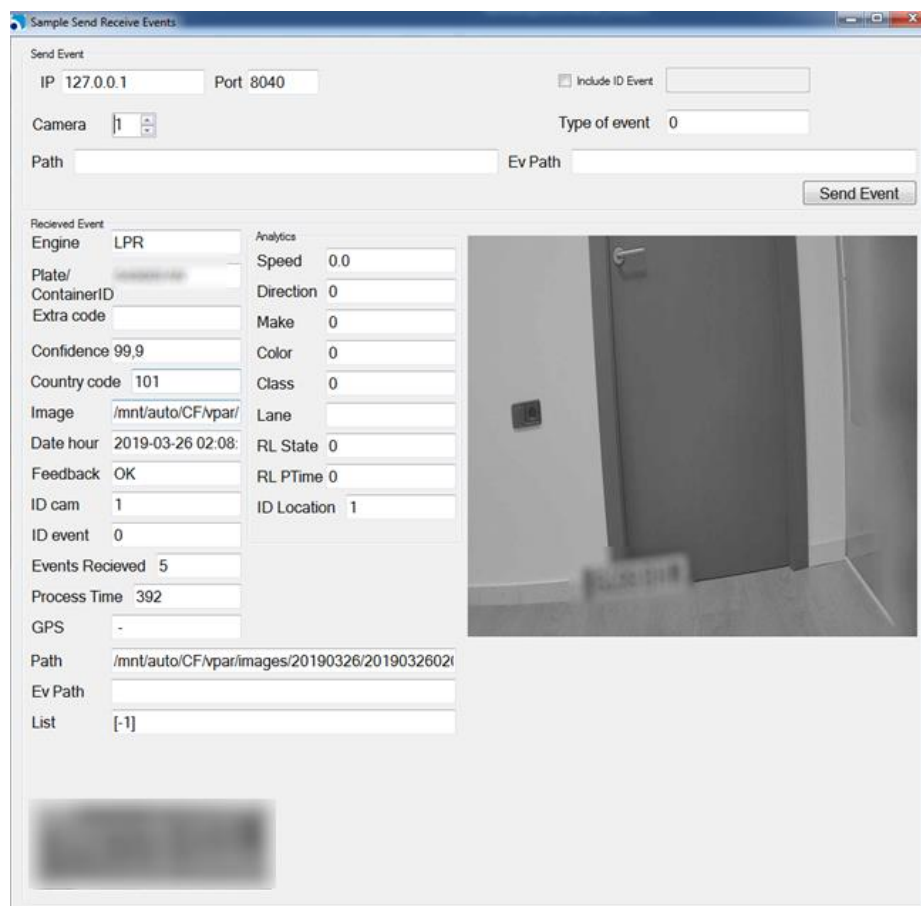 Sample Send Receive Events
Send Event
IP 127.0.0.1 Port 8040 Include ID Event
Camera 1 Type of event 0
Path Ev Path
Send Event
Recieved Event
Engine LPR
Plate/
ContainerID
Extra code
Confidence 99,9
Country code 101
Image /mnt/auto/CF/vpar/
Date hour 2019-03-26 02:08:
Feedback OK
ID cam 1
ID event 0
Events Recieved 5
Process Time 392
GPS -
Path /mnt/auto/CF/vpar/images/20190326/2019032602
Ev Path
List [-1]
Analytics
Speed 0.0
Direction 0
Make 0
Color 0
Class 0
Lane
RL State 0
RL PTime 0
ID Location 1